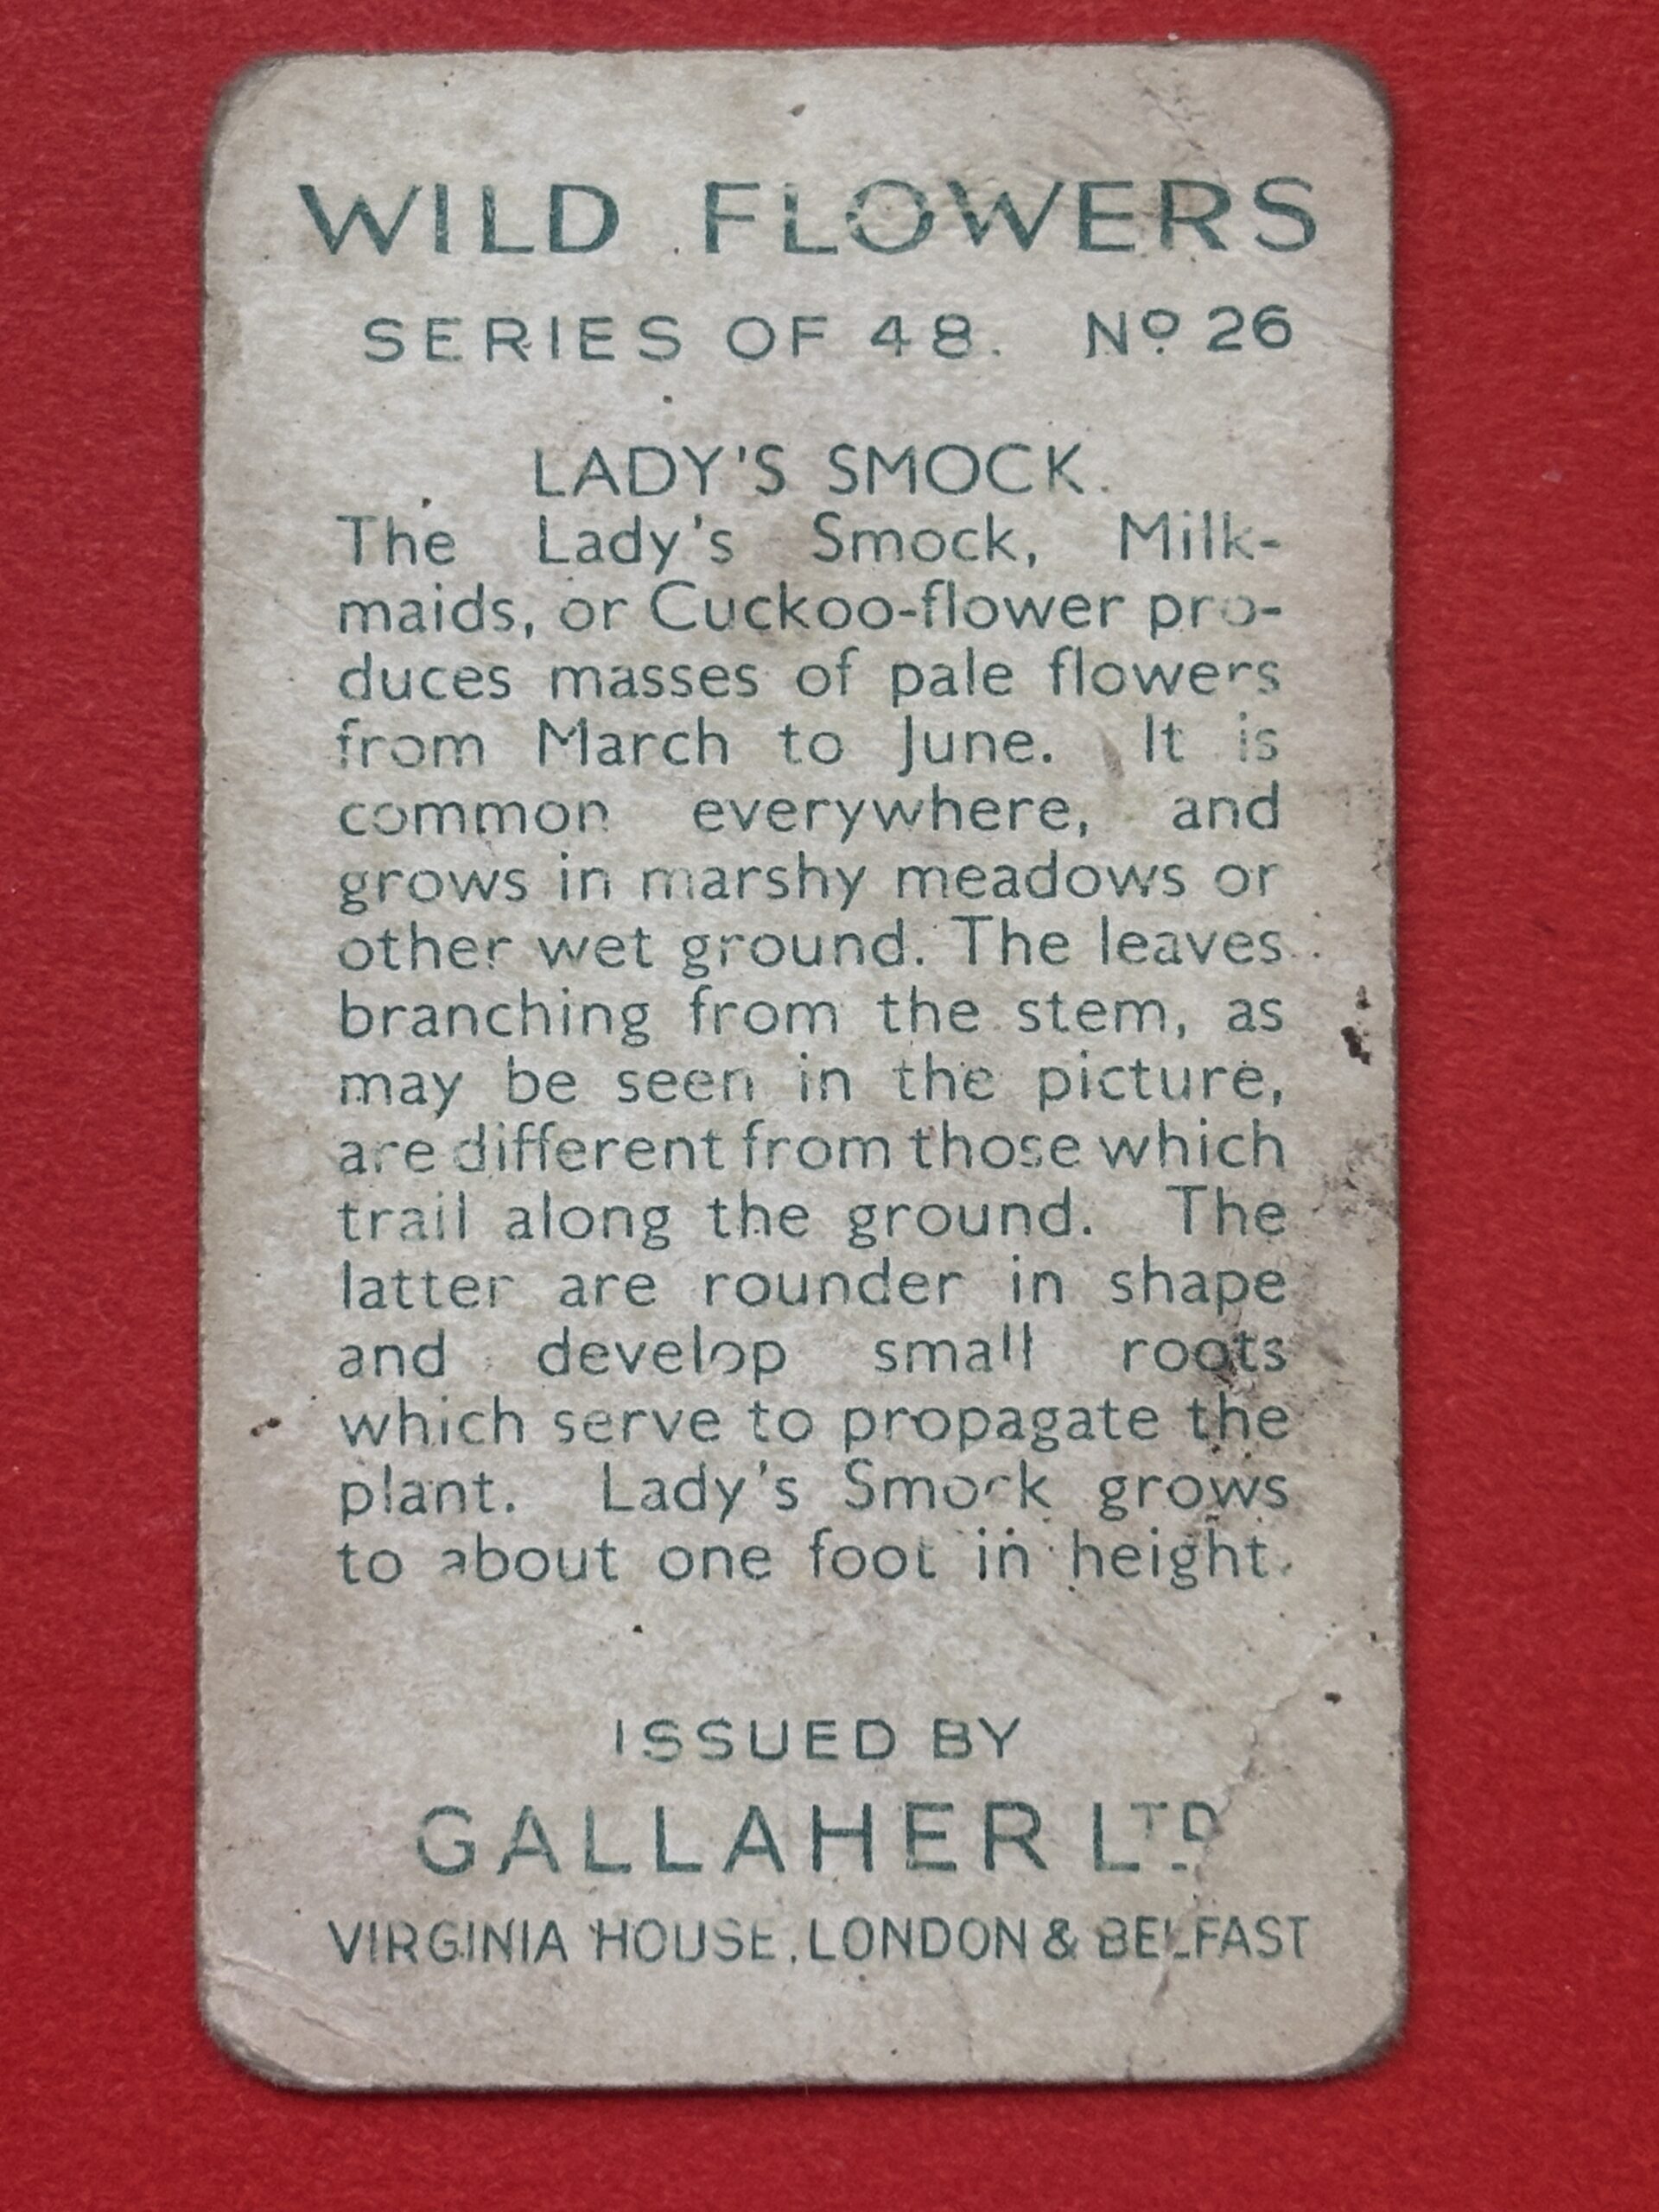 WILD FLOWERS
SERIES OF 48. Nº 26
LADY'S SMOCK.
The Lady's Smock, Milk-
maids, or Cuckoo-flower pro-
duces masses of pale flowers
from March to June. It is
common everywhere, and
grows in marshy meadows or
other wet ground. The leaves
branching from the stem, as
may be seen in the picture,
are different from those which
trail along the ground. The
latter are rounder in shape
and develop small roots
which serve to propagate the
plant. Lady's Smock grows
to about one foot in height.
ISSUED BY
GALLAHER LTD
VIRGINIA HOUSE, LONDON & BELFAST